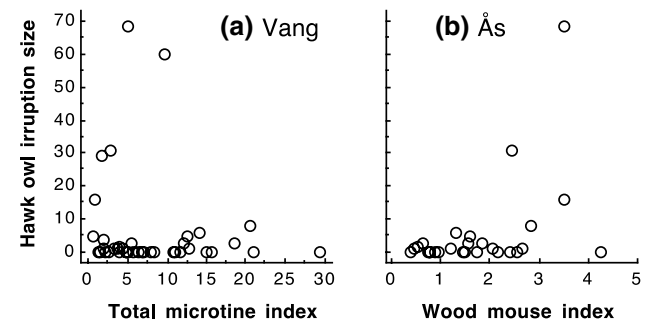 (a) Vang
(b) Ås
Hawk owl irruption size
70
60
50
40
30
20
10
0
0 5 10 15 20 25 30
0 1 2 3 4 5
Total microtine index
Wood mouse index